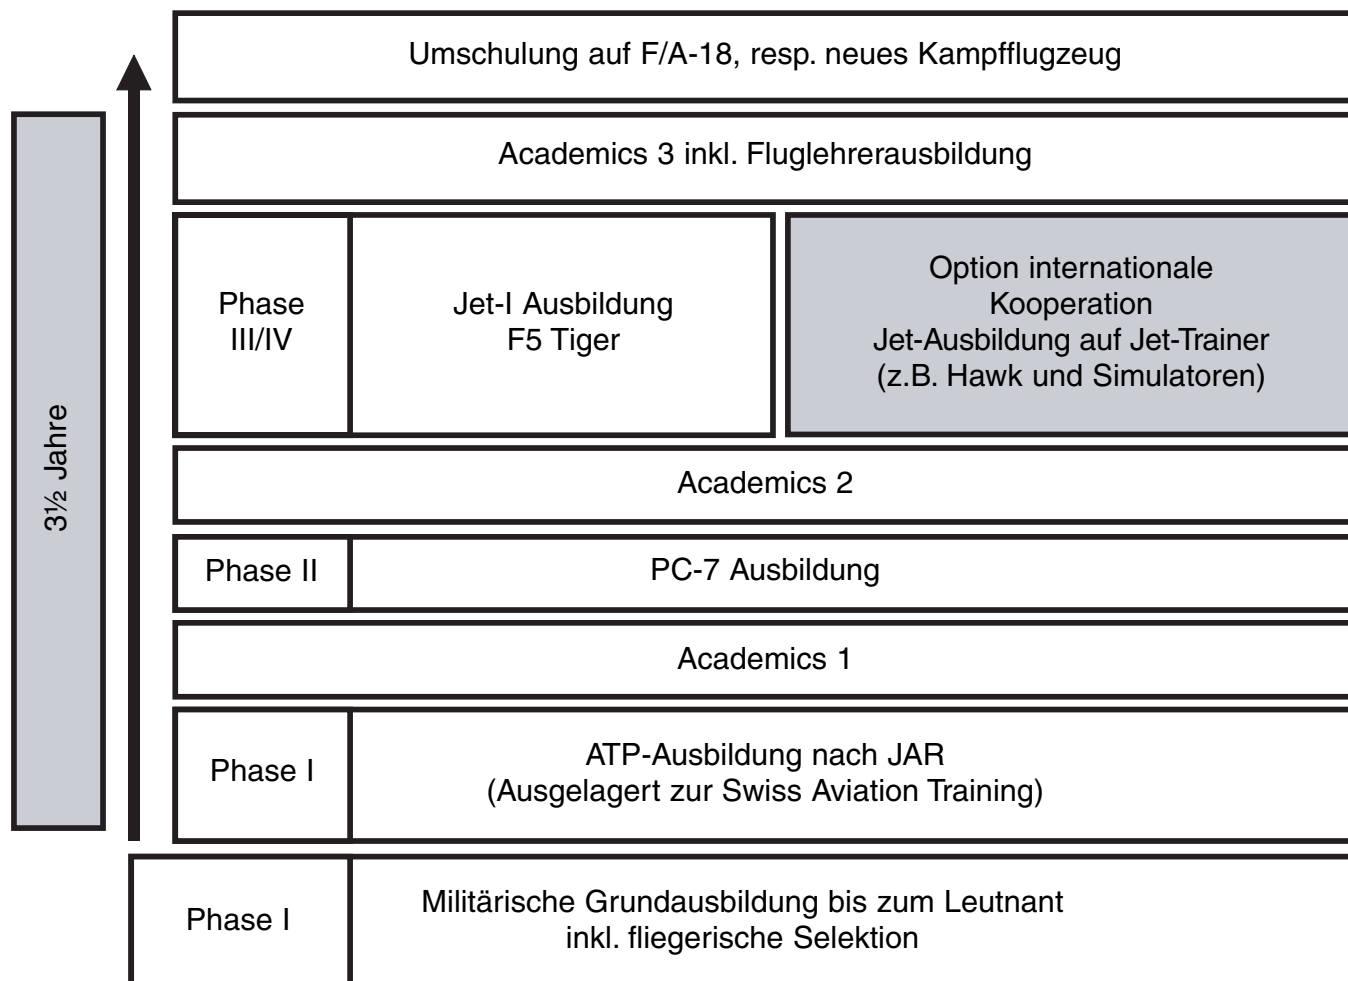 Umschulung auf F/A-18, resp. neues Kampfflugzeug
Academics 3 inkl. Fluglehrerausbildung
Phase
III/IV
Jet-I Ausbildung
F5 Tiger
Option internationale
Kooperation
Jet-Ausbildung auf Jet-Trainer
(z.B. Hawk und Simulatoren)
3½ Jahre
Academics 2
Phase II
PC-7 Ausbildung
Academics 1
Phase I
ATP-Ausbildung nach JAR
(Ausgelagert zur Swiss Aviation Training)
Phase I
Militärische Grundausbildung bis zum Leutnant
inkl. fliegerische Selektion